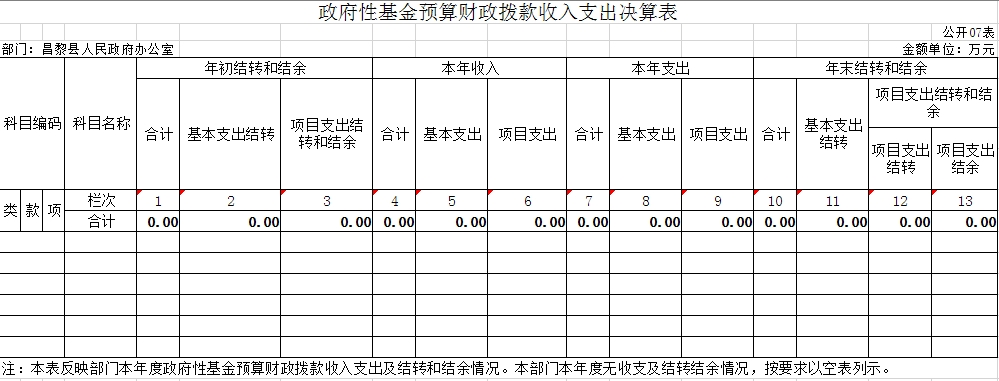 政府性基金预算财政拨款收入支出决算表
公开07表
部门：昌黎县人民政府办公室 金额单位：万元
科目编码 科目名称 年初结转和结余 本年收入 本年支出 年末结转和结余
合计 基本支出结转 项目支出结转和结余 合计 基本支出 项目支出 合计 基本支出 项目支出 合计 基本支出结转 项目支出结转和结余
项目支出结转 项目支出结余
类 款 项 栏次 1 2 3 4 5 6 7 8 9 10 11 12 13
合计 0.00 0.00 0.00 0.00 0.00 0.00 0.00 0.00 0.00 0.00 0.00 0.00 0.00
注：本表反映部门本年度政府性基金预算财政拨款收入支出及结转和结余情况。本部门本年度无收支及结转结余情况，按要求以空表列示。